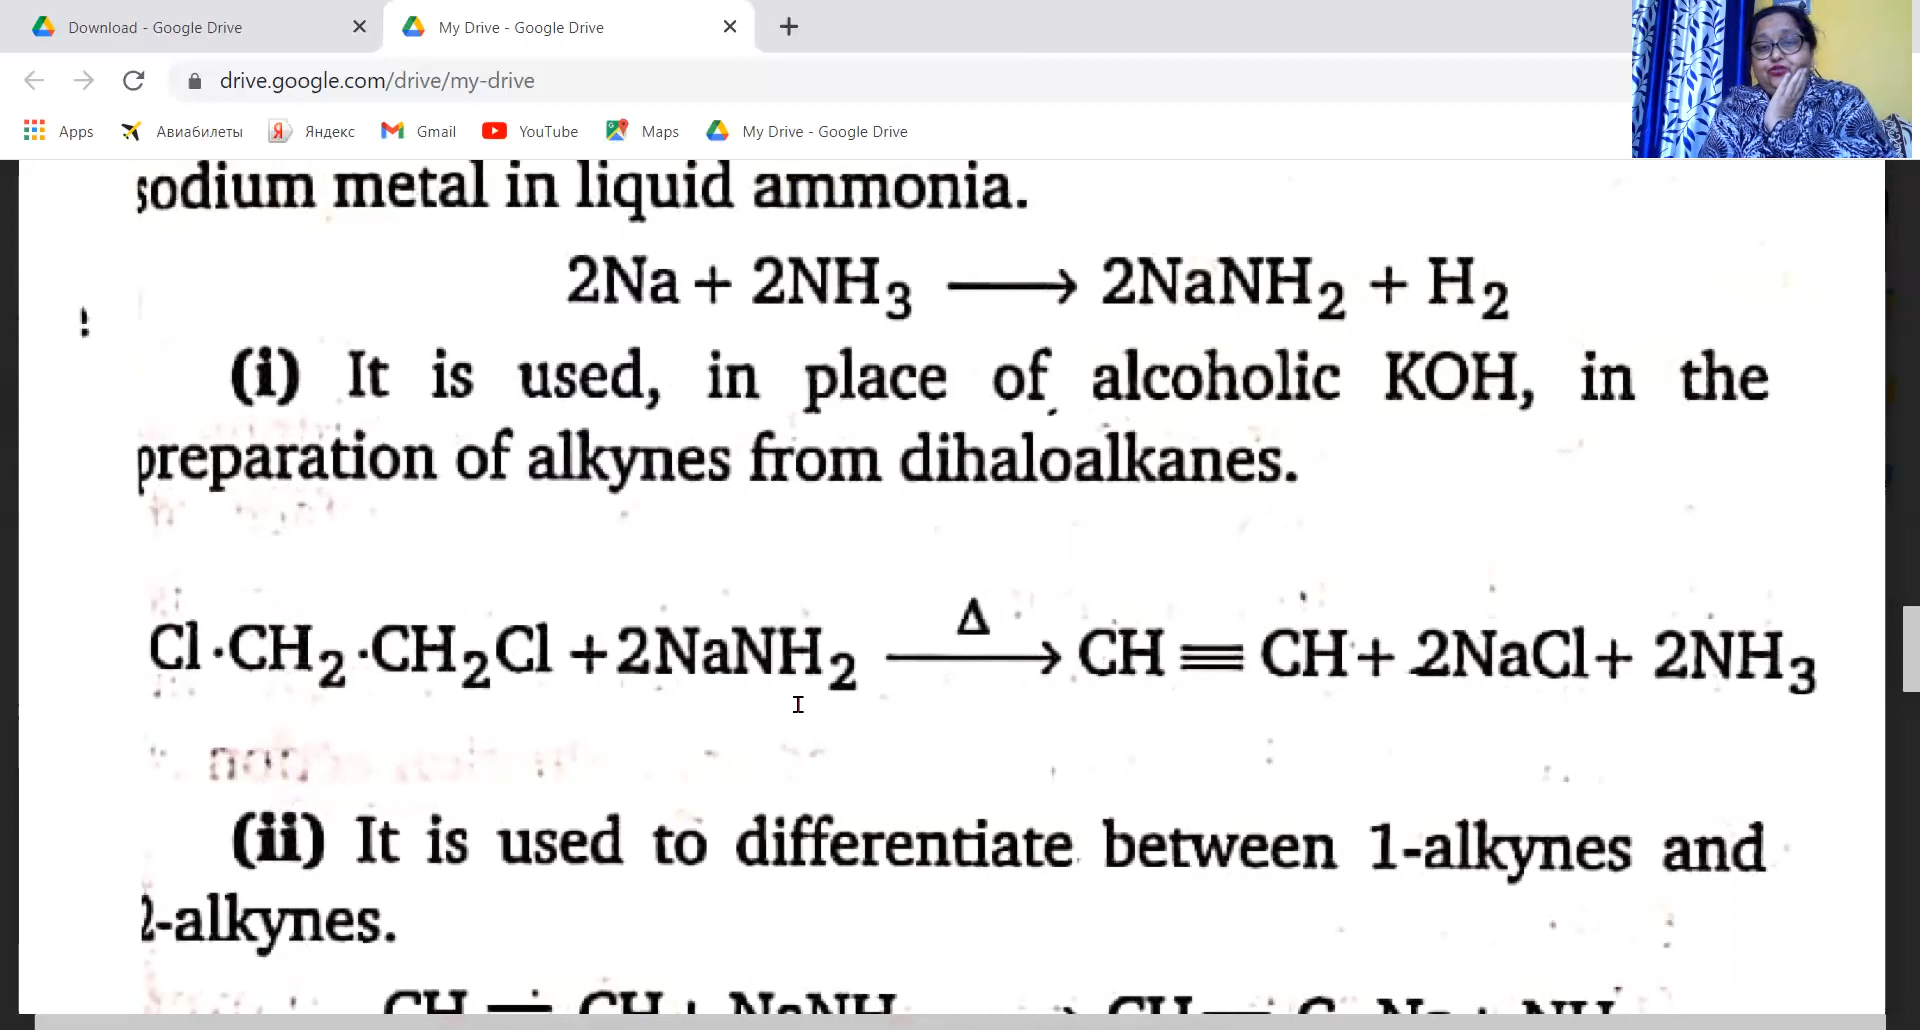 Download - Google Drive
My Drive - Google Drive
drive.google.com/drive/my-drive
Apps Авиабилеты Яндекс Gmail YouTube Maps My Drive - Google Drive
sodium metal in liquid ammonia.
2Na + 2NH₃ ⟶ 2NaNH₂ + H₂
(i) It is used, in place of alcoholic KOH, in the
preparation of alkynes from dihaloalkanes.
Δ
Cl·CH₂·CH₂Cl + 2NaNH₂ ⟶ CH ≡ CH + 2NaCl + 2NH₃
(ii) It is used to differentiate between 1-alkynes and
2-alkynes.